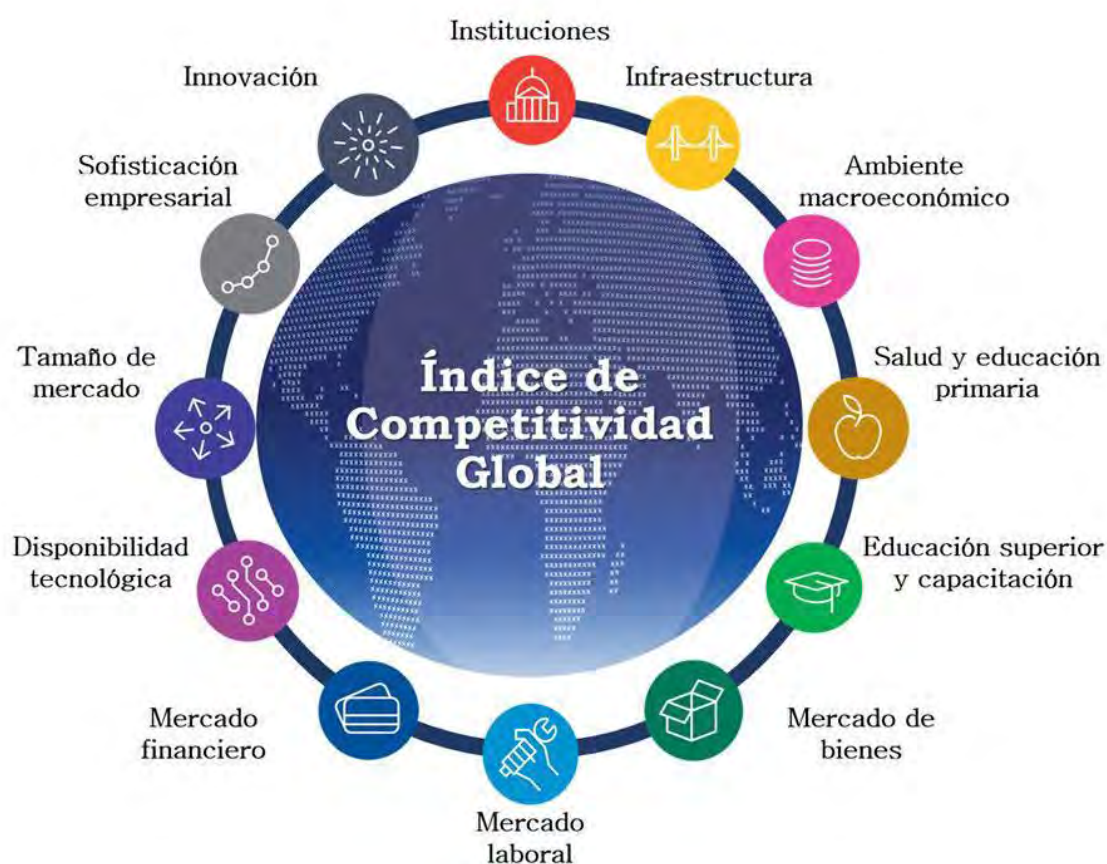 Instituciones
Infraestructura
Ambiente
macroeconómico
Salud y educación
primaria
Educación superior
y capacitación
Mercado de
bienes
Mercado
laboral
Mercado
financiero
Disponibilidad
tecnológica
Tamaño de
mercado
Sofisticación
empresarial
Innovación
Índice de
Competitividad
Global